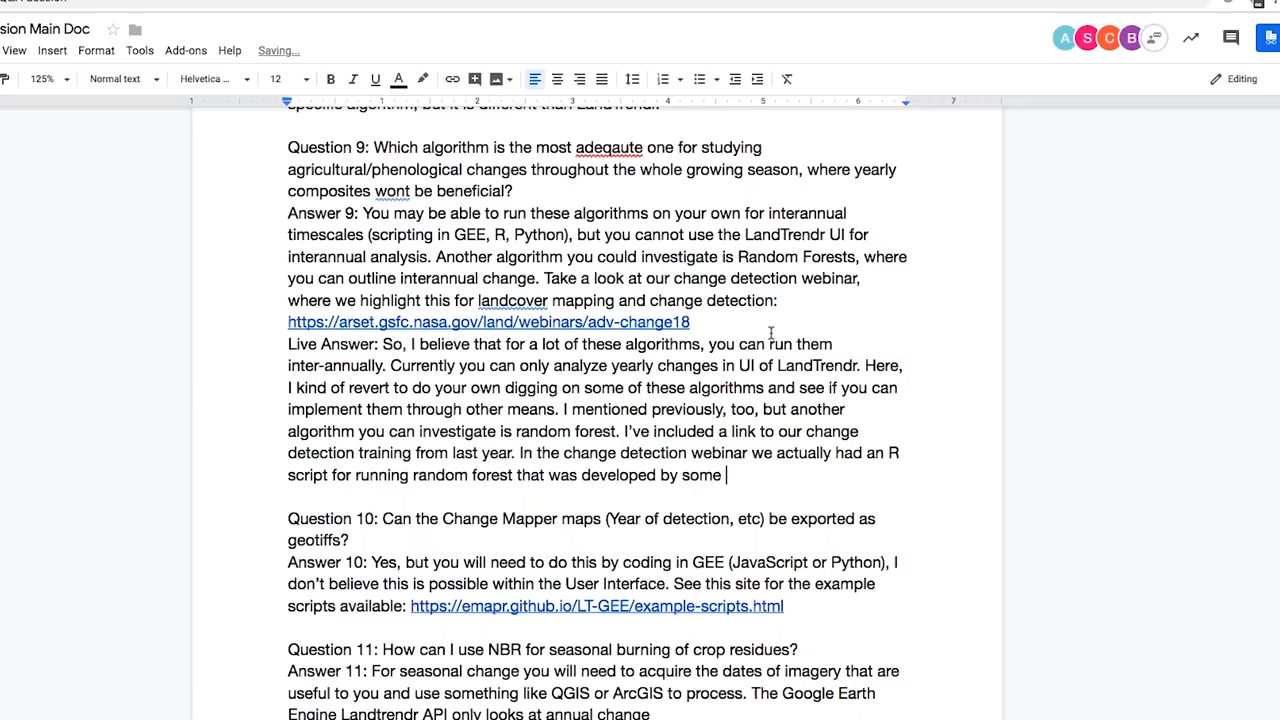 sion Main Doc
View Insert Format Tools Add-ons Help Saving...
A S C B
125% Normal text Helvetica ... 12 B I U A Editing
1 1 2 3 4 5 6 7
specific algorithm, but it is different than LandTrendr.
Question 9: Which algorithm is the most adeqaute one for studying
agricultural/phenological changes throughout the whole growing season, where yearly
composites wont be beneficial?
Answer 9: You may be able to run these algorithms on your own for interannual
timescales (scripting in GEE, R, Python), but you cannot use the LandTrendr UI for
interannual analysis. Another algorithm you could investigate is Random Forests, where
you can outline interannual change. Take a look at our change detection webinar,
where we highlight this for landcover mapping and change detection:
https://arset.gsfc.nasa.gov/land/webinars/adv-change18
Live Answer: So, I believe that for a lot of these algorithms, you can run them
inter-annually. Currently you can only analyze yearly changes in UI of LandTrendr. Here,
I kind of revert to do your own digging on some of these algorithms and see if you can
implement them through other means. I mentioned previously, too, but another
algorithm you can investigate is random forest. I've included a link to our change
detection training from last year. In the change detection webinar we actually had an R
script for running random forest that was developed by some
Question 10: Can the Change Mapper maps (Year of detection, etc) be exported as
geotiffs?
Answer 10: Yes, but you will need to do this by coding in GEE (JavaScript or Python), I
don't believe this is possible within the User Interface. See this site for the example
scripts available: https://emapr.github.io/LT-GEE/example-scripts.html
Question 11: How can I use NBR for seasonal burning of crop residues?
Answer 11: For seasonal change you will need to acquire the dates of imagery that are
useful to you and use something like QGIS or ArcGIS to process. The Google Earth
Engine Landtrendr API only looks at annual change